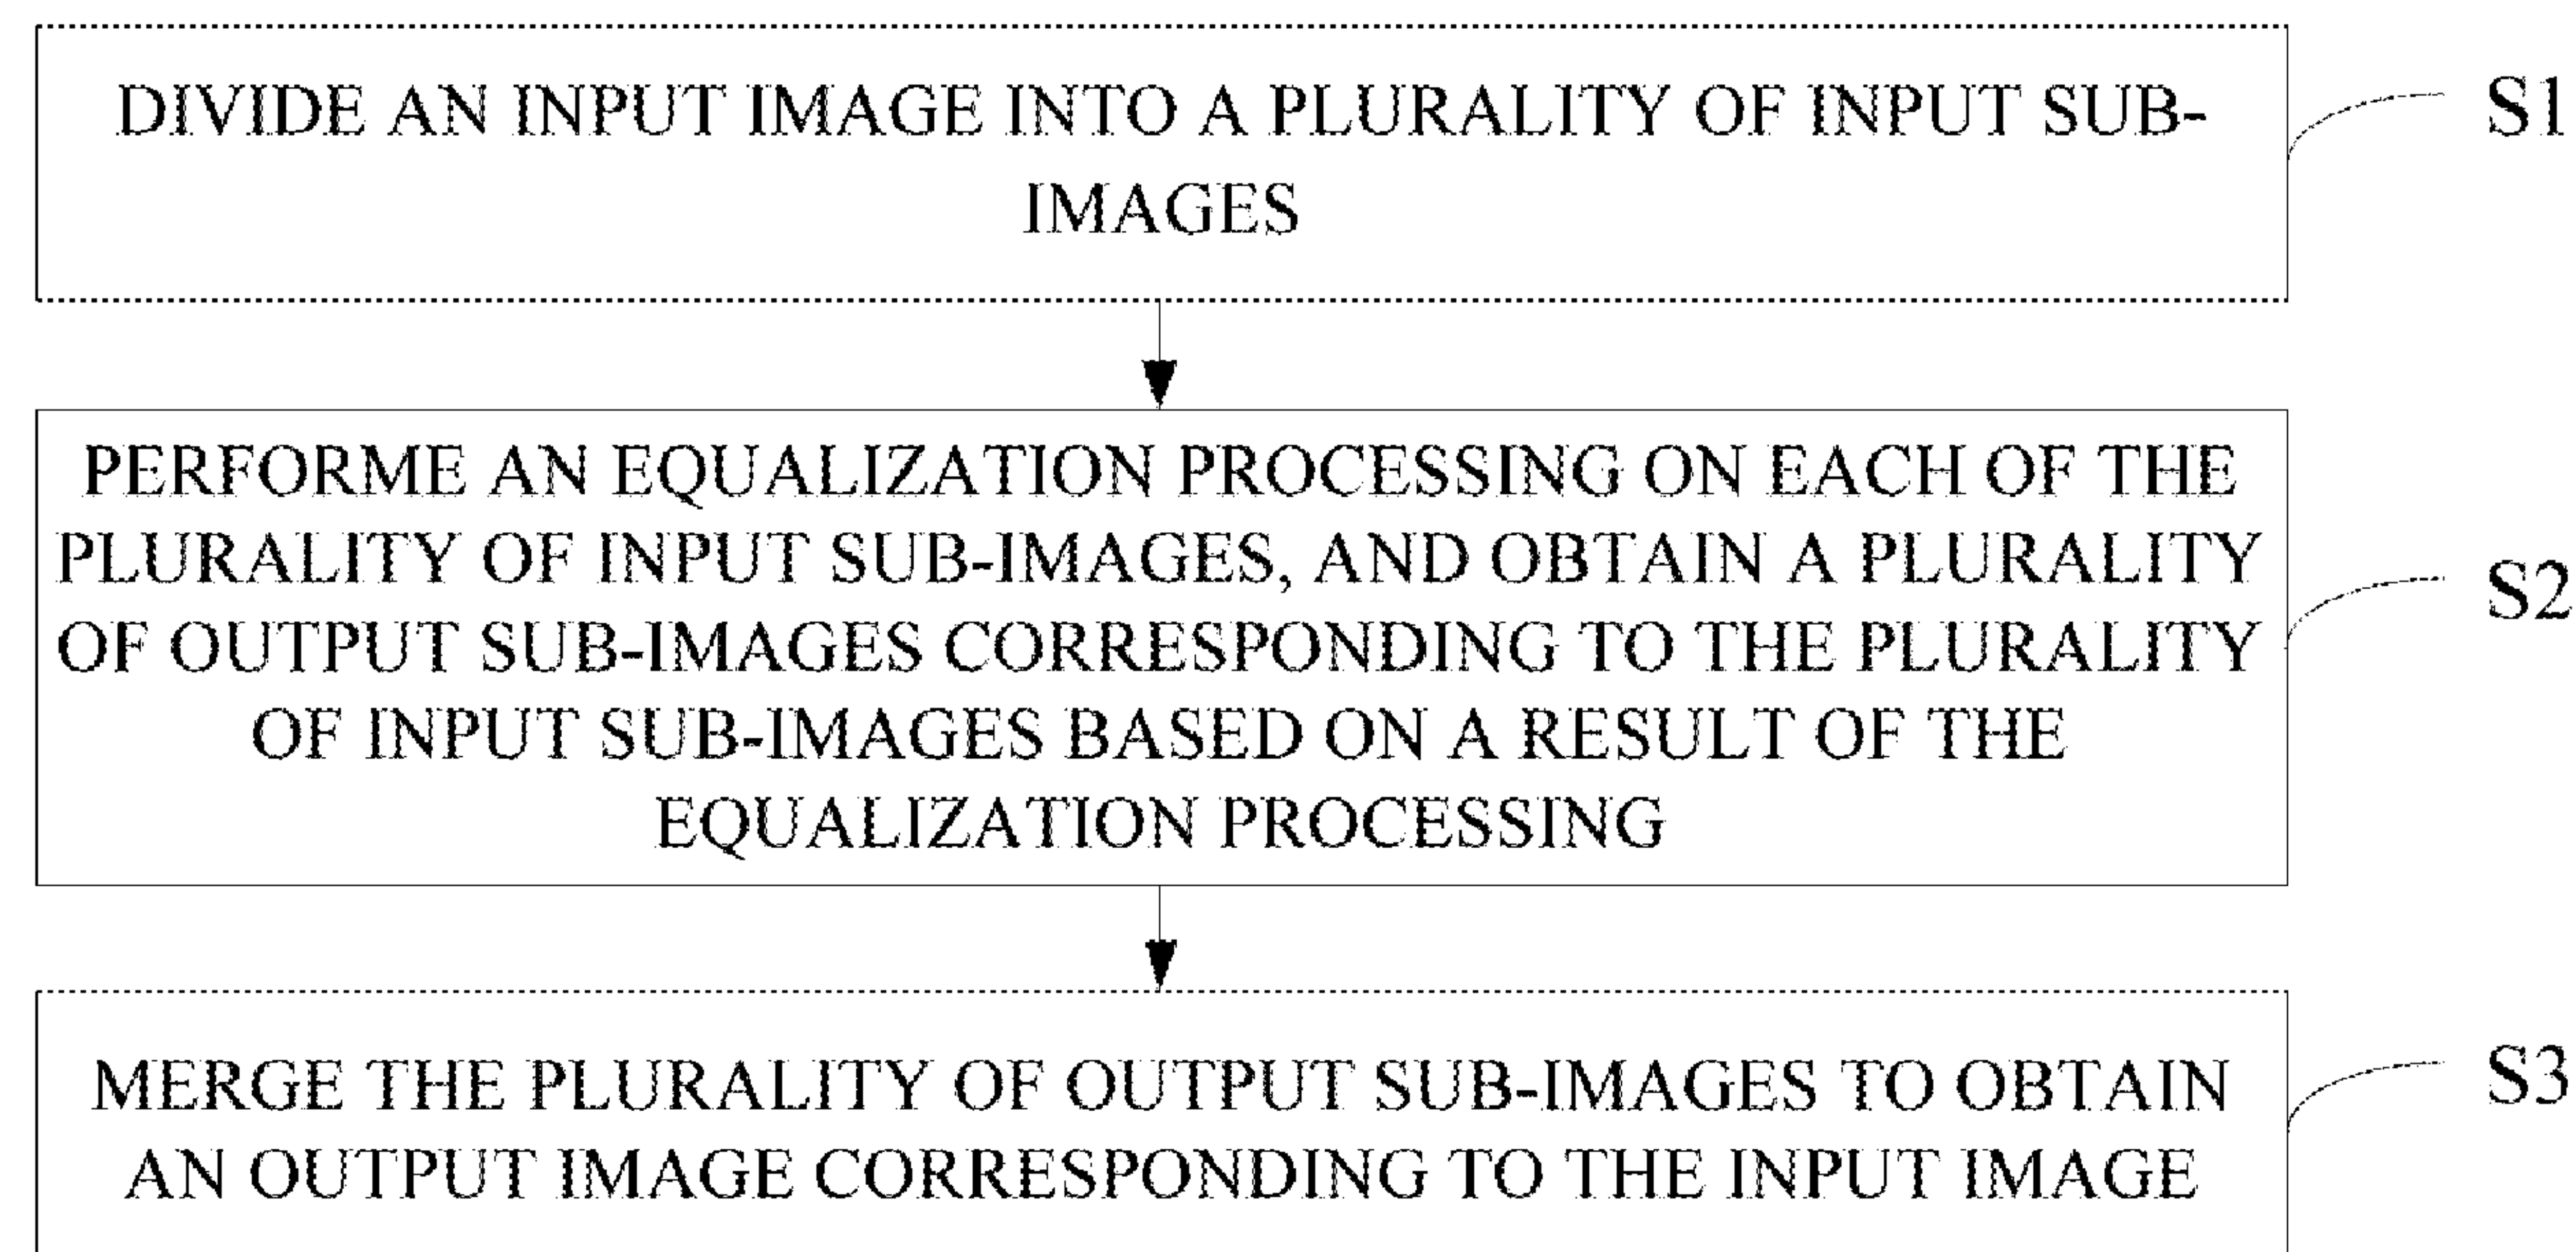 DIVIDE AN INPUT IMAGE INTO A PLURALITY OF INPUT SUB-
IMAGES
S1
PERFORME AN EQUALIZATION PROCESSING ON EACH OF THE
PLURALITY OF INPUT SUB-IMAGES, AND OBTAIN A PLURALITY
OF OUTPUT SUB-IMAGES CORRESPONDING TO THE PLURALITY
OF INPUT SUB-IMAGES BASED ON A RESULT OF THE
EQUALIZATION PROCESSING
S2
MERGE THE PLURALITY OF OUTPUT SUB-IMAGES TO OBTAIN
AN OUTPUT IMAGE CORRESPONDING TO THE INPUT IMAGE
S3